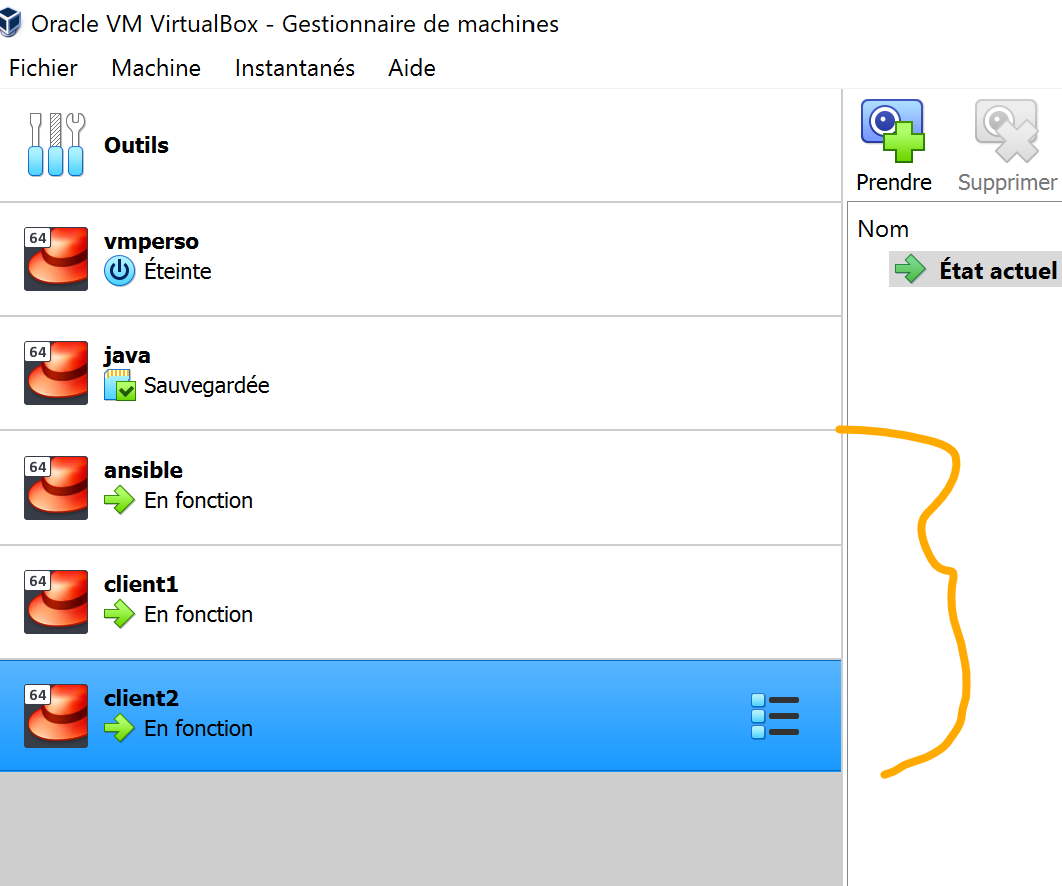 Oracle VM VirtualBox - Gestionnaire de machines
Fichier Machine Instantanés Aide
Outils
Prendre Supprimer
Nom
État actuel
64 vmperso
Éteinte
64 java
Sauvegardée
64 ansible
En fonction
64 client1
En fonction
64 client2
En fonction